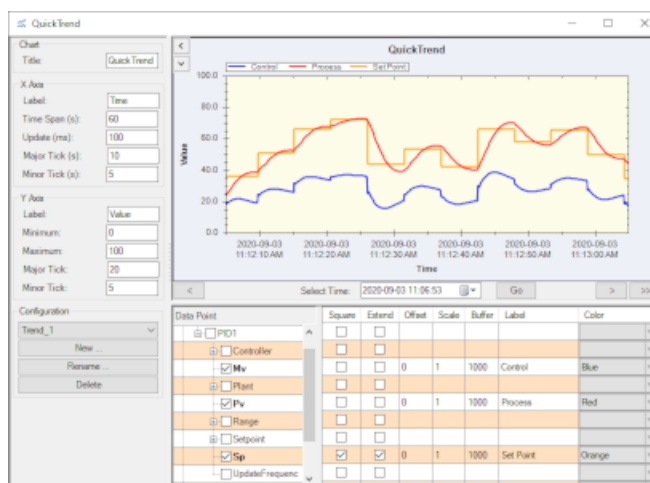 QuickTrend
Chart
Title: QuickTrend
X Axis
Label: Time
Time Span (s): 60
Update (ms): 100
Major Tick (s): 10
Minor Tick (s): 5
Y Axis
Label: Value
Minimum: 0
Maximum: 100
Major Tick: 20
Minor Tick: 5
Configuration
Trend_1
New ...
Rename ...
Delete
QuickTrend
Control Process Set Point
100.0
80.0
60.0
40.0
20.0
0.0
Value
2020-09-03 2020-09-03 2020-09-03 2020-09-03 2020-09-03 2020-09-03
11:12:10 AM 11:12:20 AM 11:12:30 AM 11:12:40 AM 11:12:50 AM 11:13:00 AM
Time
< Select Time: 2020-09-03 11:06:53 Go > >>
Data Point Square Extend Offset Scale Buffer Label Color
PID1
Controller
Mv 0 1 1000 Control Blue
Plant
Pv 0 1 1000 Process Red
Range
Setpoint
Sp 0 1 1000 Set Point Orange
UpdateFrequenc